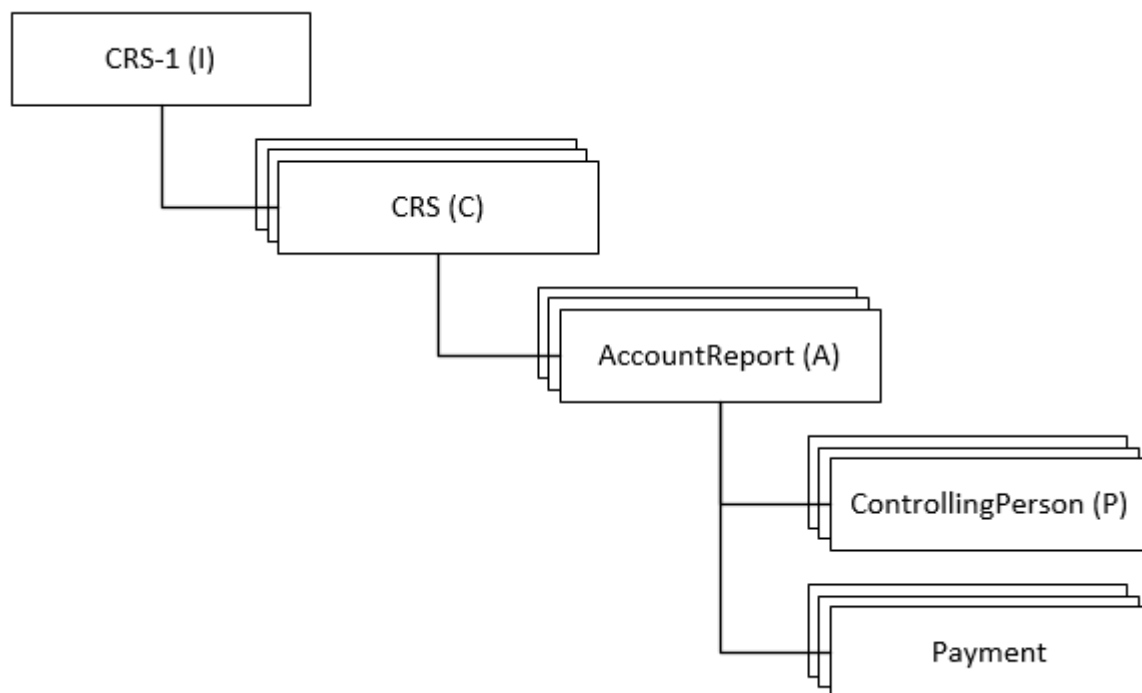 CRS-1 (I)
CRS (C)
AccountReport (A)
ControllingPerson (P)
Payment